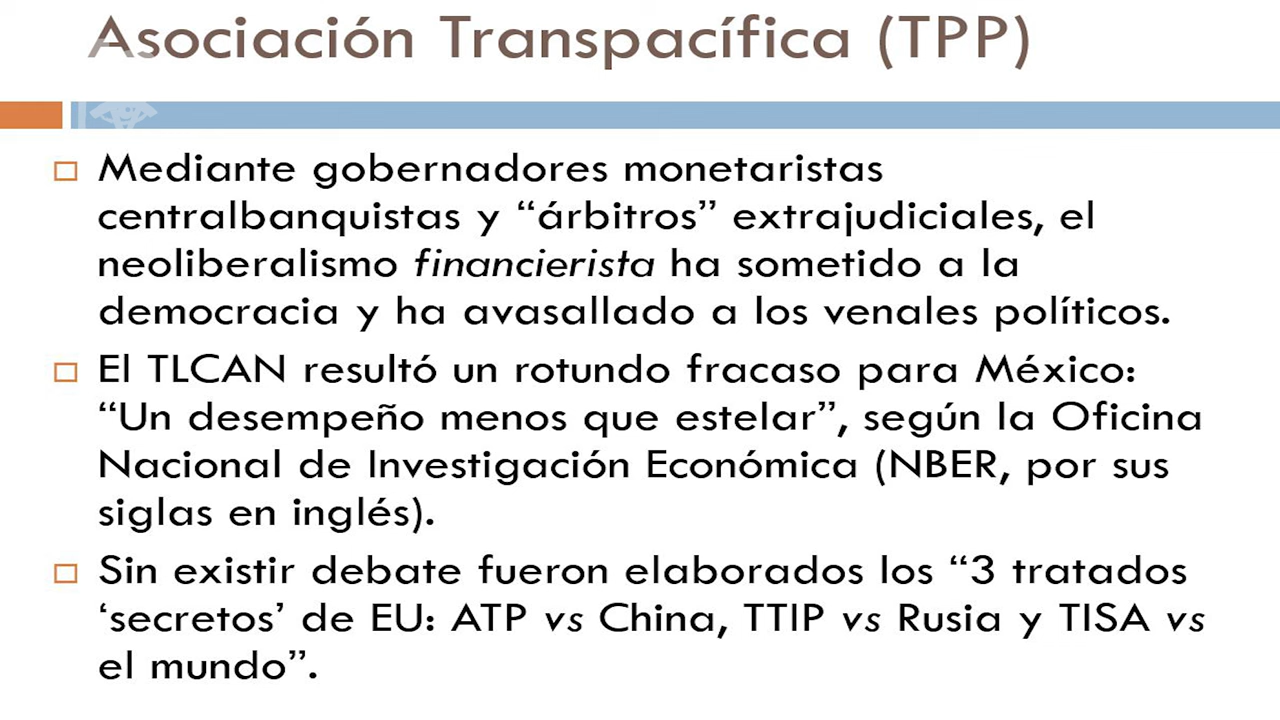 Asociación Transpacífica (TPP)
Mediante gobernadores monetaristas
centralbanquistas y “árbitros” extrajudiciales, el
neoliberalismo financierista ha sometido a la
democracia y ha avasallado a los venales políticos.
El TLCAN resultó un rotundo fracaso para México:
“Un desempeño menos que estelar”, según la Oficina
Nacional de Investigación Económica (NBER, por sus
siglas en inglés).
Sin existir debate fueron elaborados los “3 tratados
‘secretos’ de EU: ATP vs China, TTIP vs Rusia y TISA vs
el mundo”.